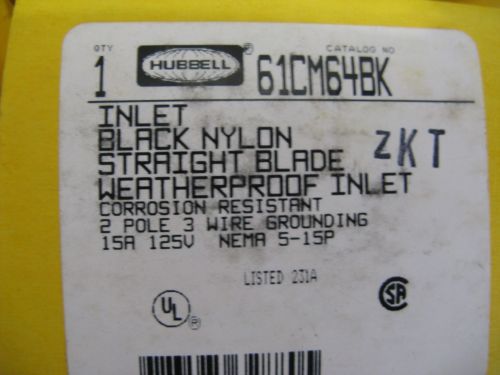 QTY
1
HUBBELL®
CATALOG NO
61CM64BK
INLET
BLACK NYLON
STRAIGHT BLADE
ZKT
WEATHERPROOF INLET
CORROSION RESISTANT
2 POLE 3 WIRE GROUNDING
15A 125V NEMA 5-15P
LISTED 231A
UL®
SA